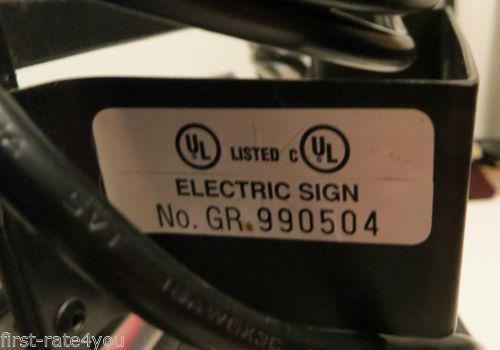 UL LISTED C UL
ELECTRIC SIGN
No. GR. 990504
first-rate4you